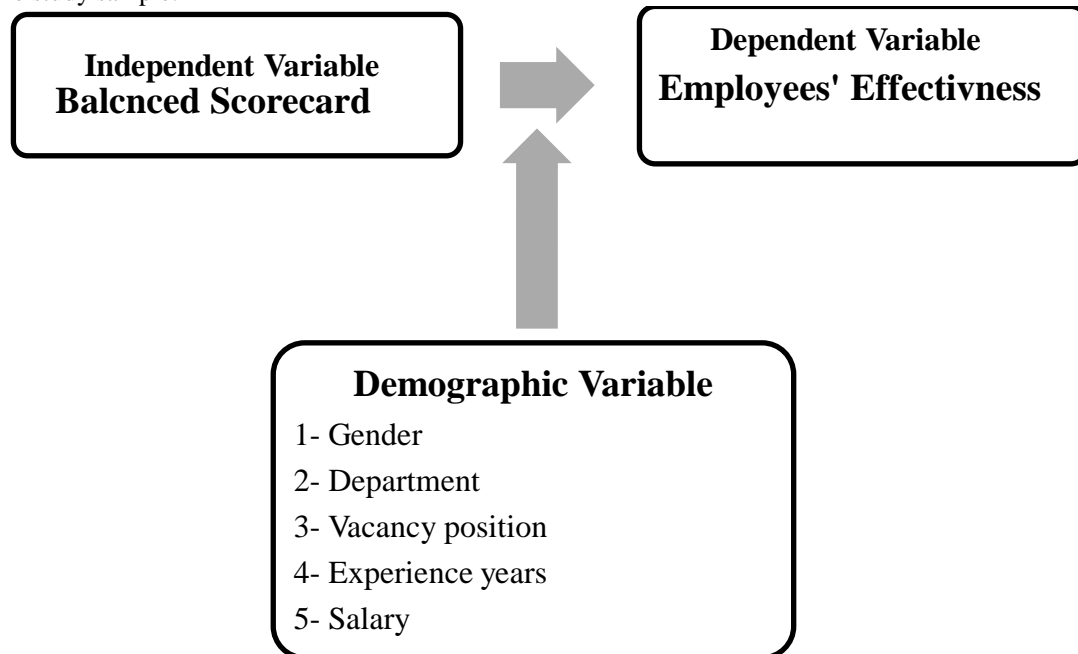 Independent Variable
Balcnced Scorecard
Dependent Variable
Employees' Effectivness
Demographic Variable
1- Gender
2- Department
3- Vacancy position
4- Experience years
5- Salary